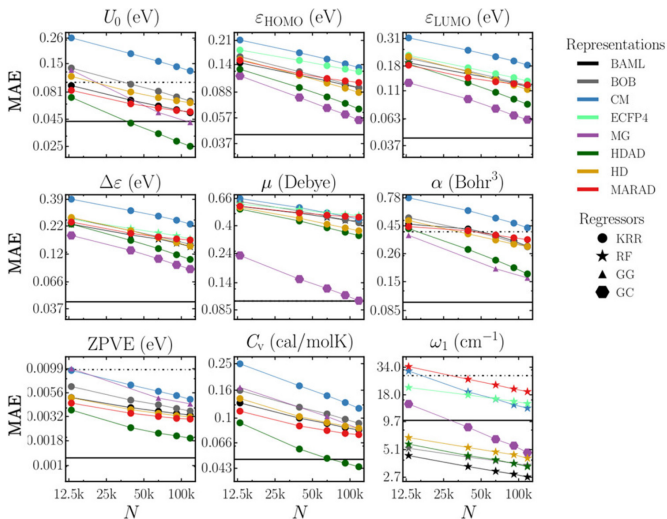 U₀ (eV)
ε_HOMO (eV)
ε_LUMO (eV)
MAE
0.26
0.15
0.081
0.045
0.025
0.21
0.14
0.089
0.058
0.037
0.31
0.18
0.11
0.063
0.037
Representations
BAML
BOB
CM
ECFP4
MG
HDAD
HD
MARAD
Regressors
KRR
RF
GG
GC
Δε (eV)
μ (Debye)
α (Bohr³)
MAE
0.39
0.22
0.12
0.066
0.037
0.66
0.4
0.24
0.14
0.085
0.78
0.45
0.26
0.15
0.085
ZPVE (eV)
C_v (cal/molK)
ω₁ (cm⁻¹)
MAE
0.0099
0.0057
0.0032
0.0018
0.001
0.25
0.16
0.1
0.066
0.043
34.0
18.0
9.7
5.1
2.7
12.5k 25k 50k 100k
12.5k 25k 50k 100k
12.5k 25k 50k 100k
N
N
N